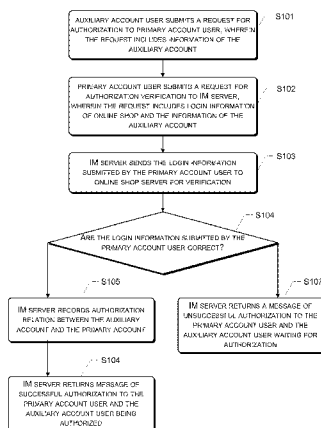 S101
AUXILIARY ACCOUNT USER SUBMITS A REQUEST FOR
AUTHORIZATION TO PRIMARY ACCOUNT USER, WHEREIN
THE REQUEST INCLUDES INFORMATION OF THE
AUXILIARY ACCOUNT
S102
PRIMARY ACCOUNT USER SUBMITS A REQUEST FOR
AUTHORIZATION VERIFICATION TO IM SERVER,
WHEREIN THE REQUEST INCLUDES LOGIN INFORMATION
OF ONLINE SHOP AND THE INFORMATION OF THE
AUXILIARY ACCOUNT
S103
IM SERVER SENDS THE LOGIN INFORMATION
SUBMITTED BY THE PRIMARY ACCOUNT USER TO
ONLINE SHOP SERVER FOR VERIFICATION
S104
ARE THE LOGIN INFORMATION SUBMITTED BY THE
PRIMARY ACCOUNT USER CORRECT?
S105
IM SERVER RECORDS AUTHORIZATION
RELATION BETWEEN THE AUXILIARY
ACCOUNT AND THE PRIMARY ACCOUNT
S107
IM SERVER RETURNS A MESSAGE OF
UNSUCCESSFUL AUTHORIZATION TO THE
PRIMARY ACCOUNT USER AND THE
AUXILIARY ACCOUNT USER WAITING FOR
AUTHORIZATION
S104
IM SERVER RETURNS MESSAGE OF
SUCCESSFUL AUTHORIZATION TO THE
PRIMARY ACCOUNT USER AND THE
AUXILIARY ACCOUNT USER BEING
AUTHORIZED